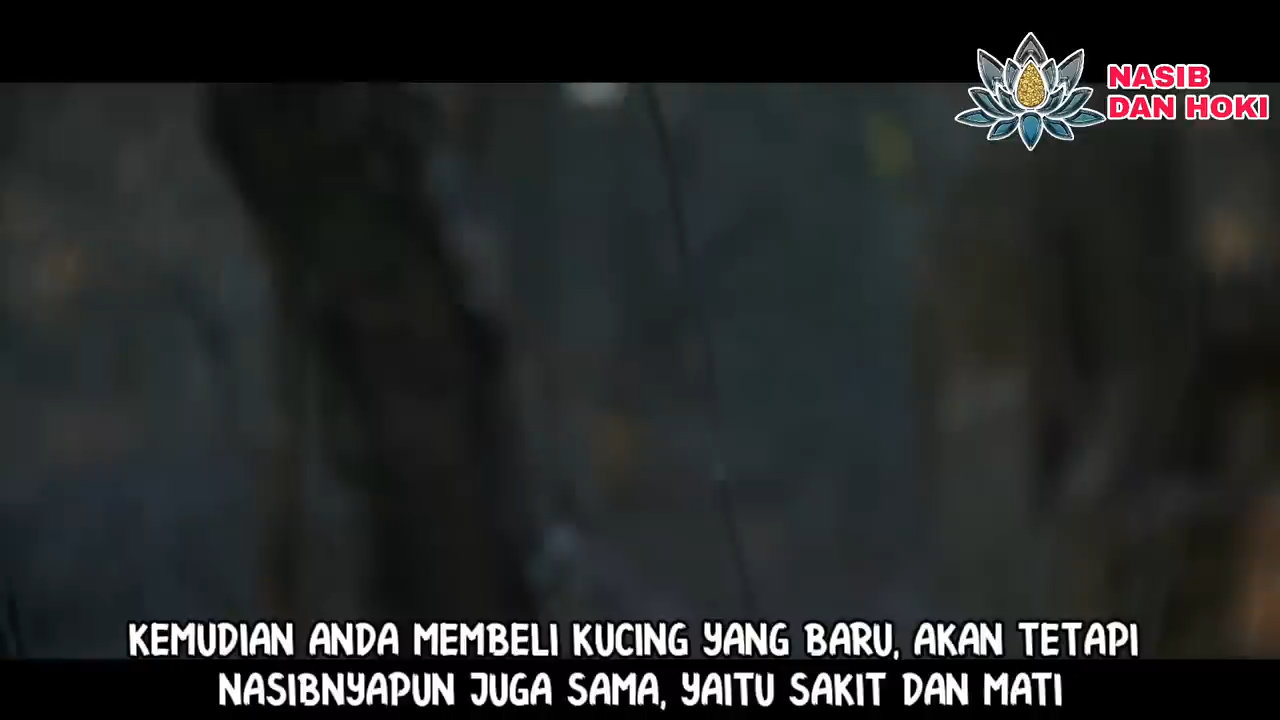 NASIB
DAN HOKI
KEMUDIAN ANDA MEMBELI KUCING YANG BARU, AKAN TETAPI
NASIBNYAPUN JUGA SAMA, YAITU SAKIT DAN MATI